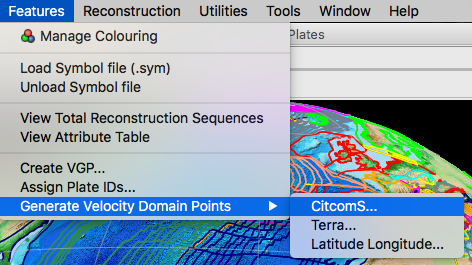 Features Reconstruction Utilities Tools Window Help
Plates
Manage Colouring
Load Symbol file (.sym)
Unload Symbol file
View Total Reconstruction Sequences
View Attribute Table
Create VGP...
Assign Plate IDs...
Generate Velocity Domain Points
CitcomS...
Terra...
Latitude Longitude...